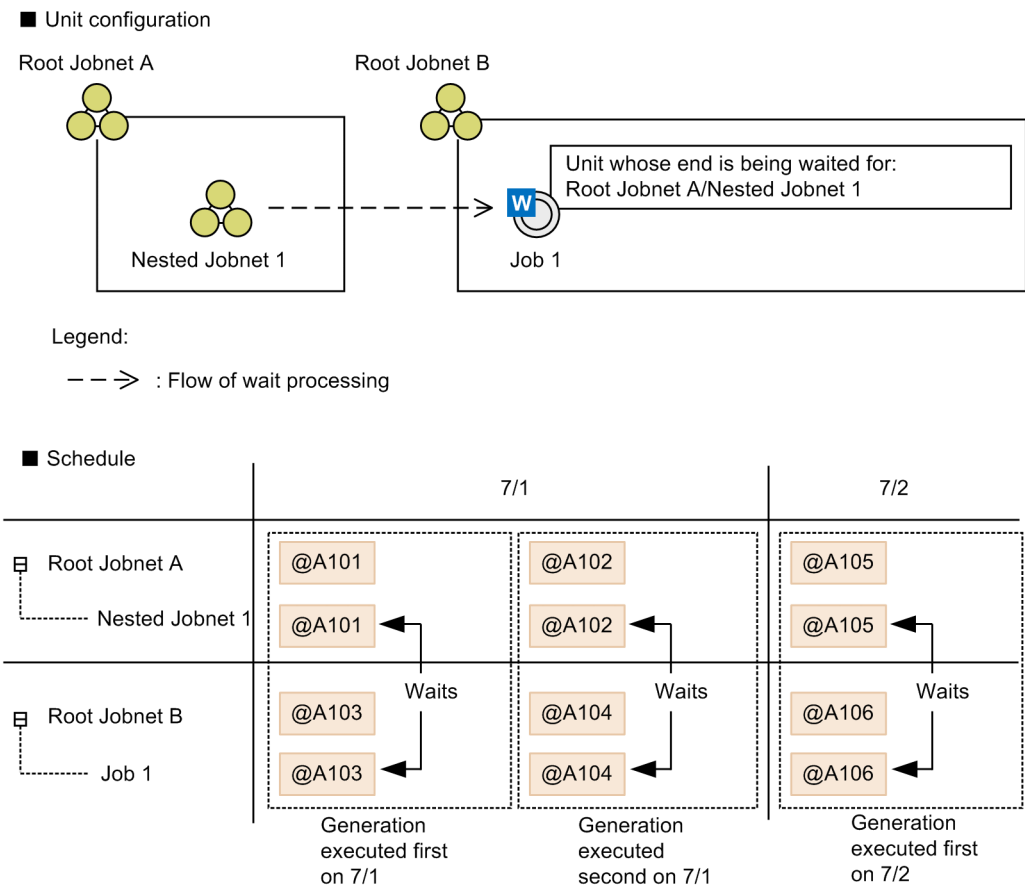 ■ Unit configuration
Root Jobnet A
Root Jobnet B
Unit whose end is being waited for:
Root Jobnet A/Nested Jobnet 1
W
Nested Jobnet 1
Job 1
Legend:
: Flow of wait processing
■ Schedule
7/1
7/2
Root Jobnet A
@A101
@A102
@A105
Nested Jobnet 1
@A101
@A102
@A105
Waits
Waits
Waits
Root Jobnet B
@A103
@A104
@A106
Job 1
@A103
@A104
@A106
Generation
executed first
on 7/1
Generation
executed
second on 7/1
Generation
executed first
on 7/2